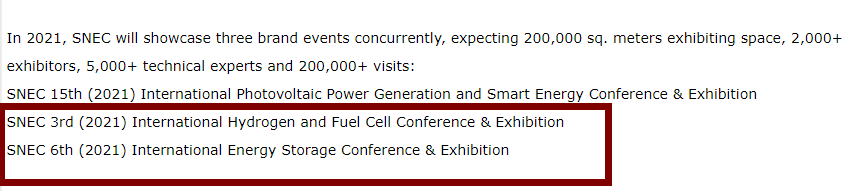 In 2021, SNEC will showcase three brand events concurrently, expecting 200,000 sq. meters exhibiting space, 2,000+
exhibitors, 5,000+ technical experts and 200,000+ visits:
SNEC 15th (2021) International Photovoltaic Power Generation and Smart Energy Conference & Exhibition
SNEC 3rd (2021) International Hydrogen and Fuel Cell Conference & Exhibition
SNEC 6th (2021) International Energy Storage Conference & Exhibition